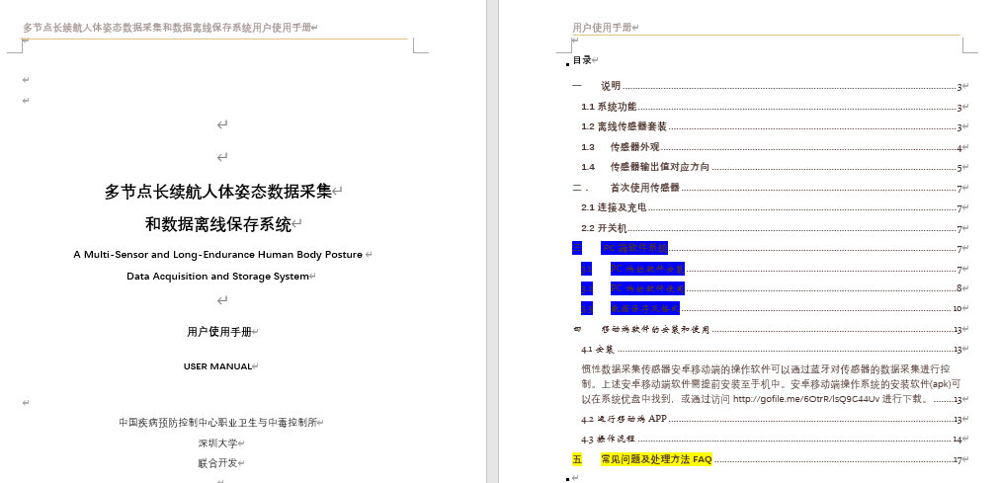 多节点长续航人体姿态数据采集和数据离线保存系统用户使用手册
多节点长续航人体姿态数据采集
和数据离线保存系统
A Multi-Sensor and Long-Endurance Human Body Posture
Data Acquisition and Storage System
用户使用手册
USER MANUAL
中国疾病预防控制中心职业卫生与中毒控制所
深圳大学
联合开发
用户使用手册
目录
一 说明 3
1.1 系统功能 3
1.2 离线传感器套装 3
1.3 传感器外观 4
1.4 传感器输出值对应方向 5
二． 首次使用传感器 7
2.1 连接及充电 7
2.2 开关机 7
三 PC 端软件系统 7
3.1 PC 端软件安装 7
3.2 PC 端软件使用 8
10
四 移动端软件的安装和使用 13
4.1 安装 13
惯性数据采集传感器安卓移动端的操作软件可以通过蓝牙对传感器的数据采集进行控
制。上述安卓移动端软件需提前安装至手机中。安卓移动端操作系统的安装软件(apk)可
以在系统优盘中找到，或通过访问 http://gofile.me/6OtrR/lsQ9C44Uv 进行下载。 13
4.2 运行移动端 APP 13
4.3 操作流程 14
五 常见问题及处理方法 FAQ 17